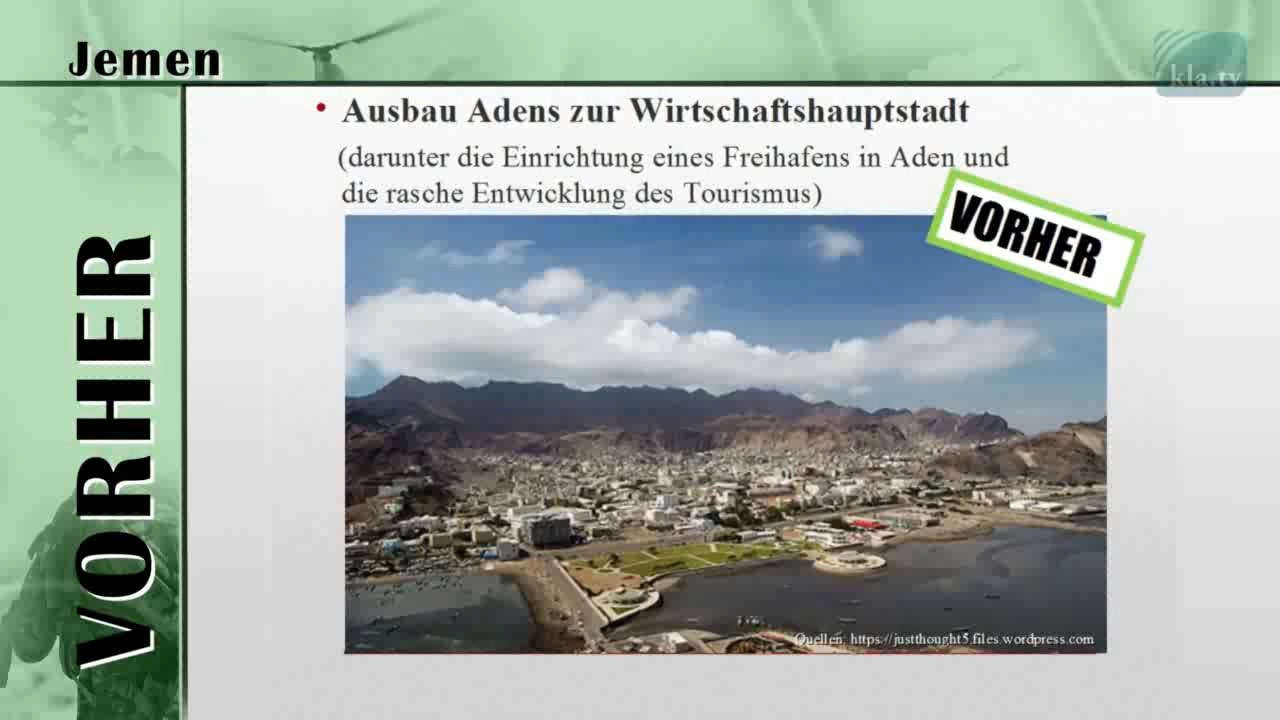 Jemen
kla.tv
• Ausbau Adens zur Wirtschaftshauptstadt
(darunter die Einrichtung eines Freihafens in Aden und
die rasche Entwicklung des Tourismus)
VORHER
VORHER
Quellen: https://justthought5.files.wordpress.com